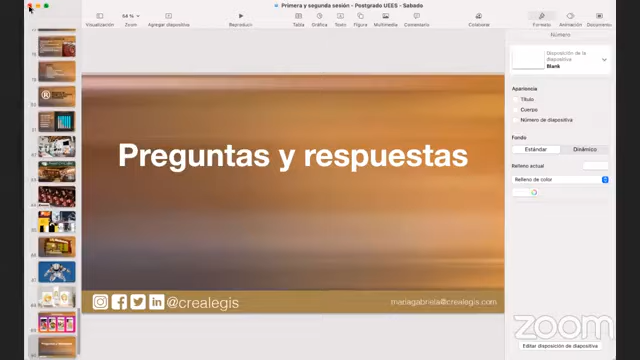 Primera y segunda sesión - Postgrado UEES - Sabado
54 %
Visualización
Zoom
Agregar diapositiva
Reproducir
Tabla
Gráfica
Texto
Figura
Multimedia
Comentario
Colaborar
Formato
Animación
Documento
Número
Disposición de la
diapositiva
Blank
Apariencia
Título
Cuerpo
Número de diapositiva
Fondo
Estándar
Dinámico
Relleno actual
Relleno de color
Preguntas y respuestas
@crealegis
mariagabriela@crealegis.com
zoom
Editar disposición de diapositiva